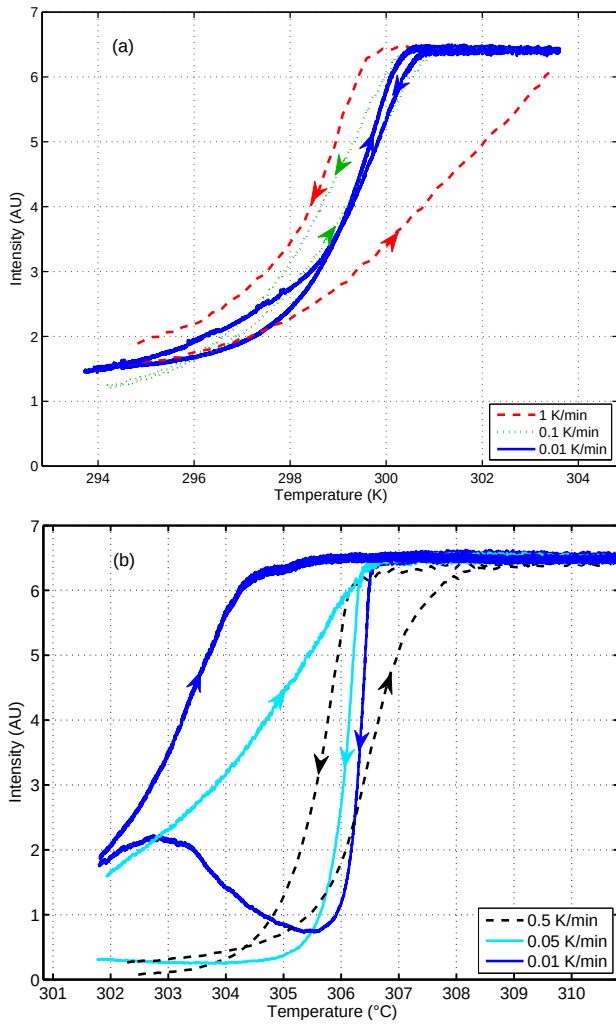 7
(a)
6
5
4
3
2
1
0
Intensity (AU)
294
296
298
300
302
304
Temperature (K)
1 K/min
0.1 K/min
0.01 K/min
7
(b)
6
5
4
3
2
1
0
Intensity (AU)
301
302
303
304
305
306
307
308
309
310
Temperature (°C)
0.5 K/min
0.05 K/min
0.01 K/min